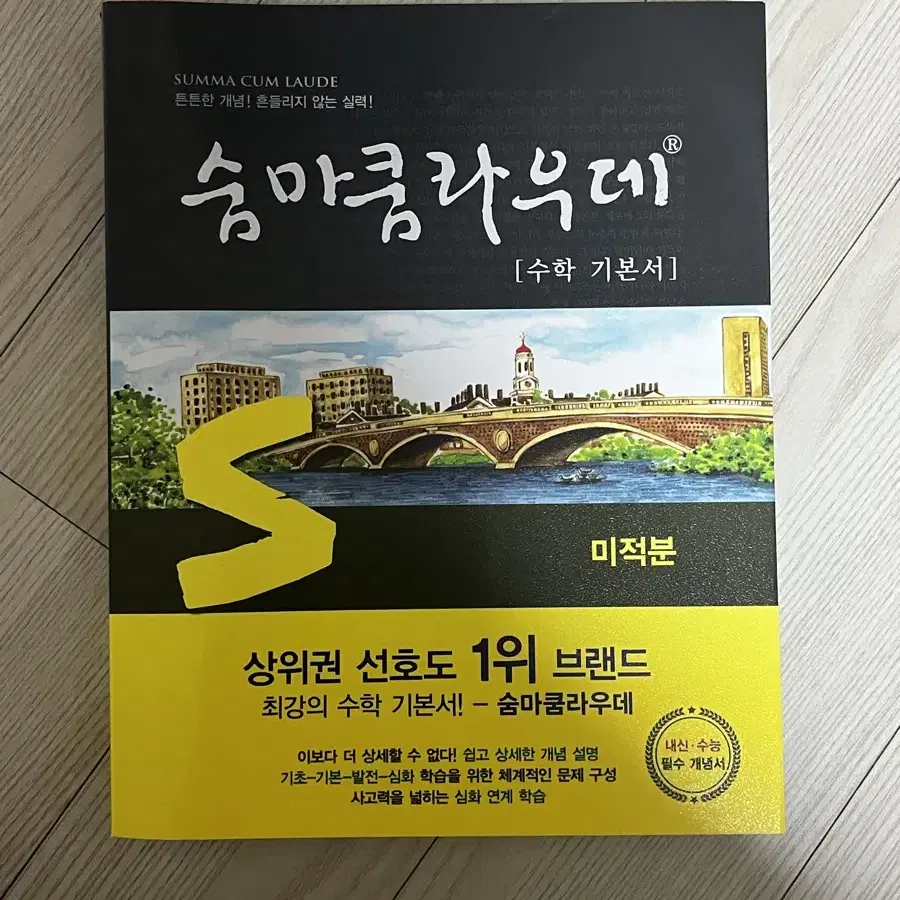 SUMMA CUM LAUDE
튼튼한 개념! 흔들리지 않는 실력!
숨마쿰라우데®
[수학 기본서]
S
미적분
상위권 선호도 1위 브랜드
최강의 수학 기본서! – 숨마쿰라우데
이보다 더 상세할 수 없다! 쉽고 상세한 개념 설명
기초–기본–발전–심화 학습을 위한 체계적인 문제 구성
사고력을 넓히는 심화 연계 학습
내신·수능
필수 개념서